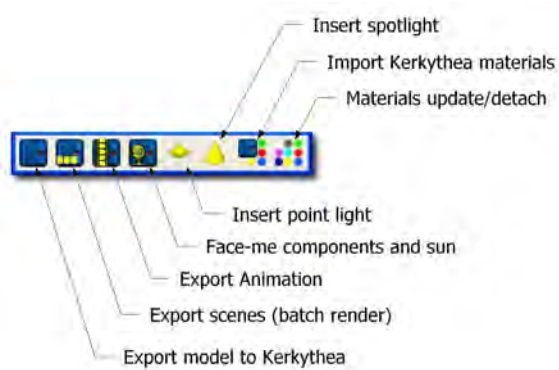 Insert spotlight
Import Kerkythea materials
Materials update/detach
Insert point light
Face-me components and sun
Export Animation
Export scenes (batch render)
Export model to Kerkythea